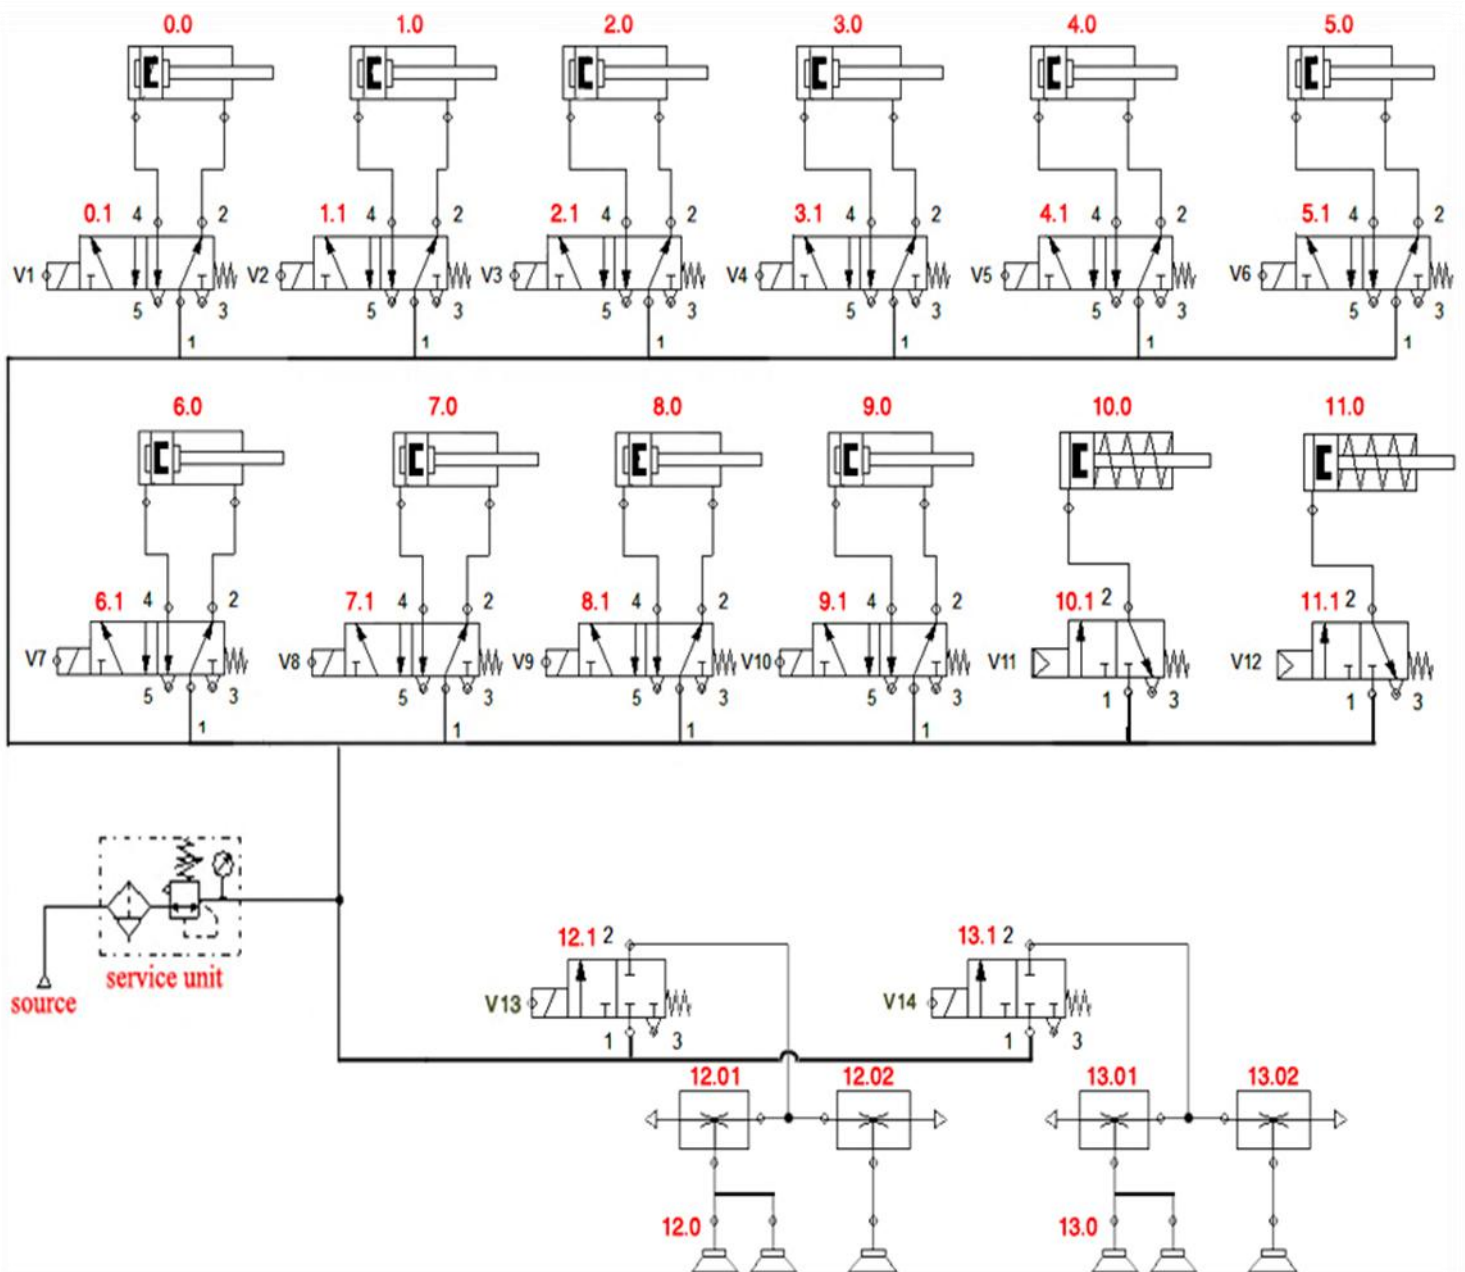 0.0 1.0 2.0 3.0 4.0 5.0
0.1 4 2 1.1 4 2 2.1 4 2 3.1 4 2 4.1 4 2 5.1 4 2
V1 V2 V3 V4 V5 V6
5 3 5 3 5 3 5 3 5 3 5 3
1 1 1 1 1 1
6.0 7.0 8.0 9.0 10.0 11.0
6.1 4 2 7.1 4 2 8.1 4 2 9.1 4 2 10.1 2 11.1 2
V7 V8 V9 V10 V11 V12
5 3 5 3 5 3 5 3 1 3 1 3
1 1 1 1
12.1 2 13.1 2
service unit
source
V13 V14
1 3 1 3
12.01 12.02 13.01 13.02
12.0 13.0